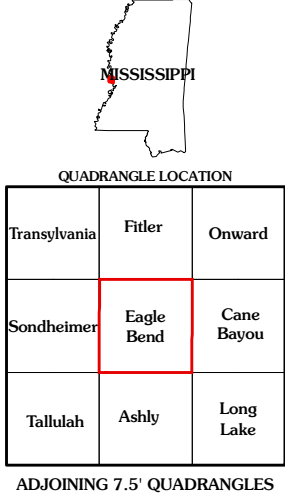 MISSISSIPPI
QUADRANGLE LOCATION
Transylvania
Fitler
Onward
Sondheimer
Eagle
Bend
Cane
Bayou
Tallulah
Ashly
Long
Lake
ADJOINING 7.5' QUADRANGLES